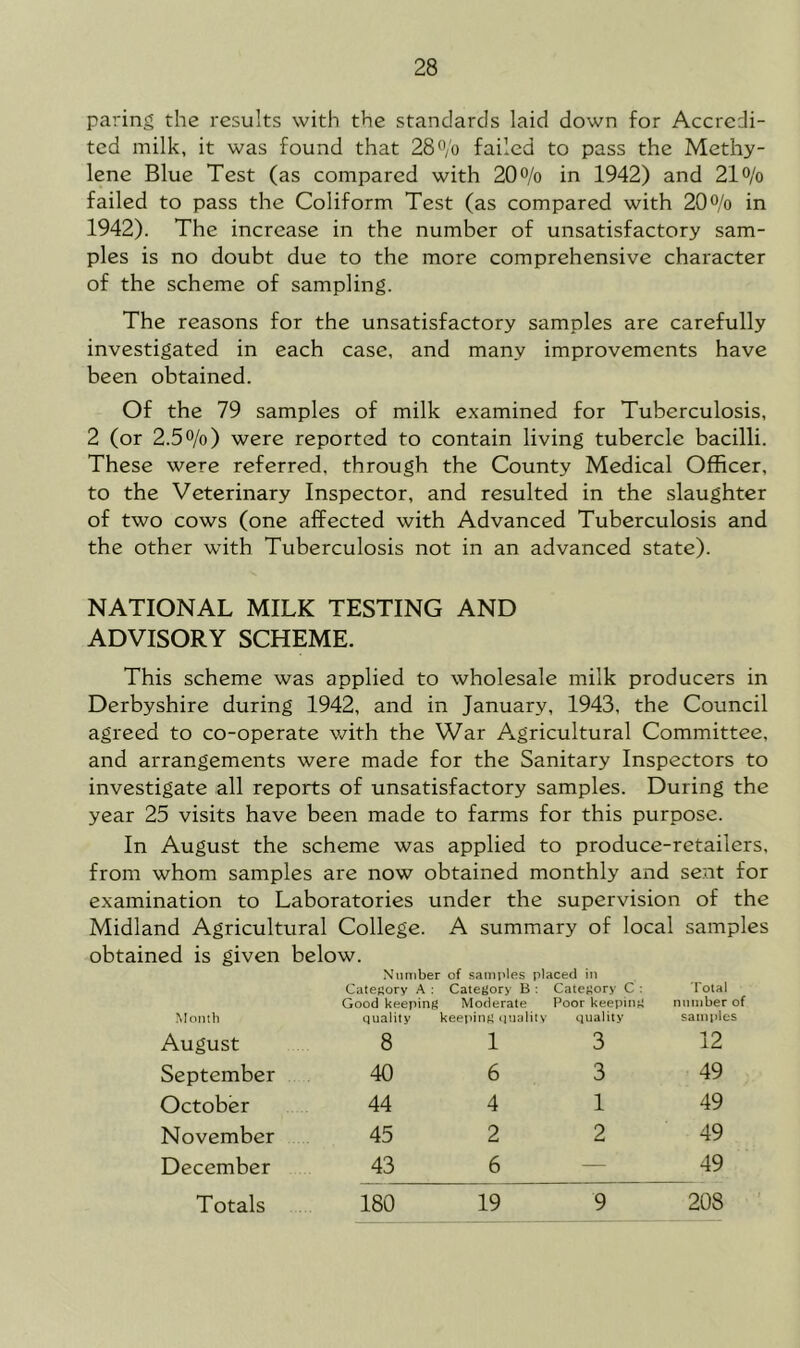 28
paring the results with the standards laid down for Accredi-
ted milk, it was found that 28% failed to pass the Methy-
lene Blue Test (as compared with 20% in 1942) and 21%
failed to pass the Coliform Test (as compared with 20% in
1942). The increase in the number of unsatisfactory sam-
ples is no doubt due to the more comprehensive character
of the scheme of sampling.
The reasons for the unsatisfactory samples are carefully
investigated in each case, and many improvements have
been obtained.
Of the 79 samples of milk examined for Tuberculosis,
2 (or 2.5%) were reported to contain living tubercle bacilli.
These were referred, through the County Medical Officer,
to the Veterinary Inspector, and resulted in the slaughter
of two cows (one affected with Advanced Tuberculosis and
the other with Tuberculosis not in an advanced state).
NATIONAL MILK TESTING AND
ADVISORY SCHEME.
This scheme was applied to wholesale milk producers in
Derbyshire during 1942, and in January, 1943, the Council
agreed to co-operate with the War Agricultural Committee,
and arrangements were made for the Sanitary Inspectors to
investigate all reports of unsatisfactory samples. During the
year 25 visits have been made to farms for this purpose.
In August the scheme was applied to produce-retailers,
from whom samples are now obtained monthly and sent for
examination to Laboratories under the supervision of the
Midland Agricultural College. A summary of local samples
obtained is given below.
Number of samples placed in
Category A : Category B : Category C : Total
Good keeping Moderate Poor keeping number of
Month quality keeping quality quality samples
August 8 1 3 12
September 40 6 3 49
October 44 4 1 49
November 45 2 2 49
December 43 6 — 49
Totals 180 19 9 208